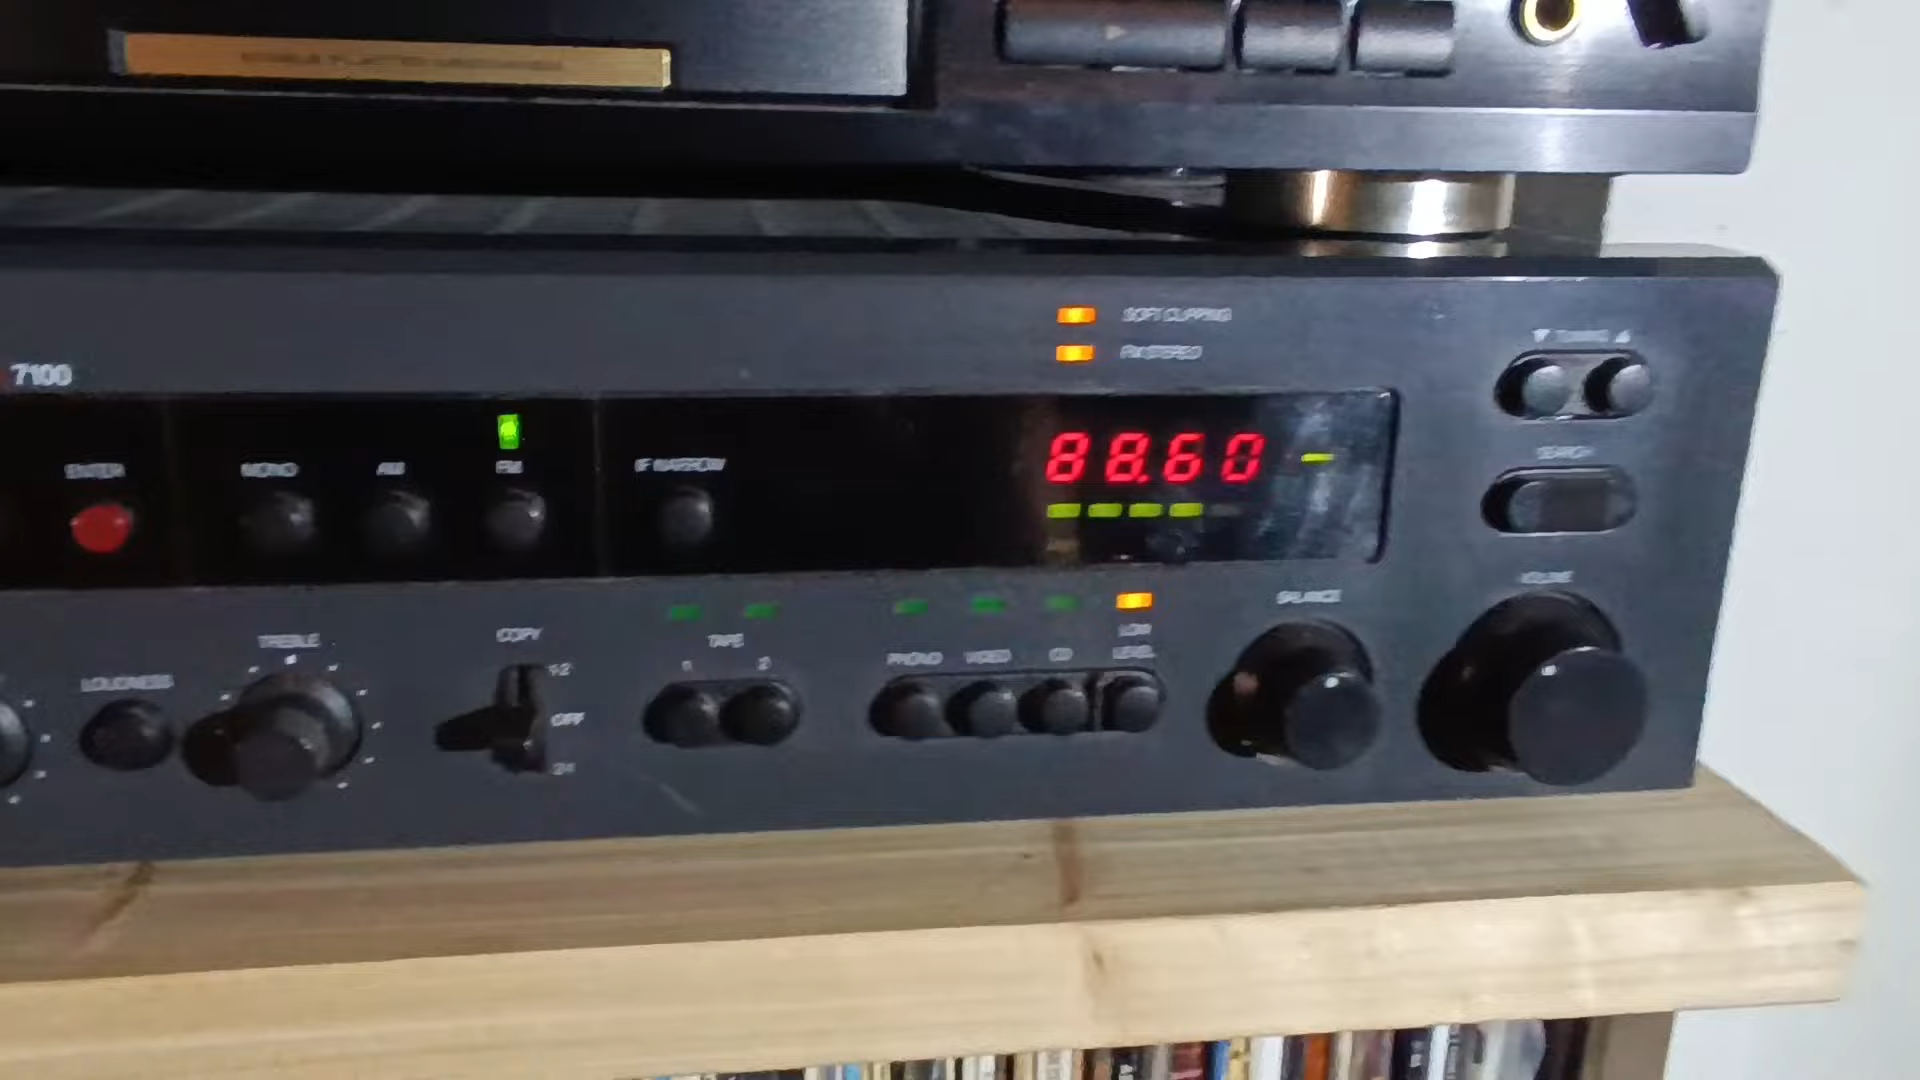 SOFT CLIPPING
FM STEREO
▼ TUNING ▲
7100
88.60
SEARCH
ENTER
MONO
AM
FM
IF NARROW
VOLUME
BALANCE
TREBLE
COPY
TAPE
LOW
LEVEL
PHONO
VIDEO
CD
LOUDNESS
1-2
1
2
OFF
2-1